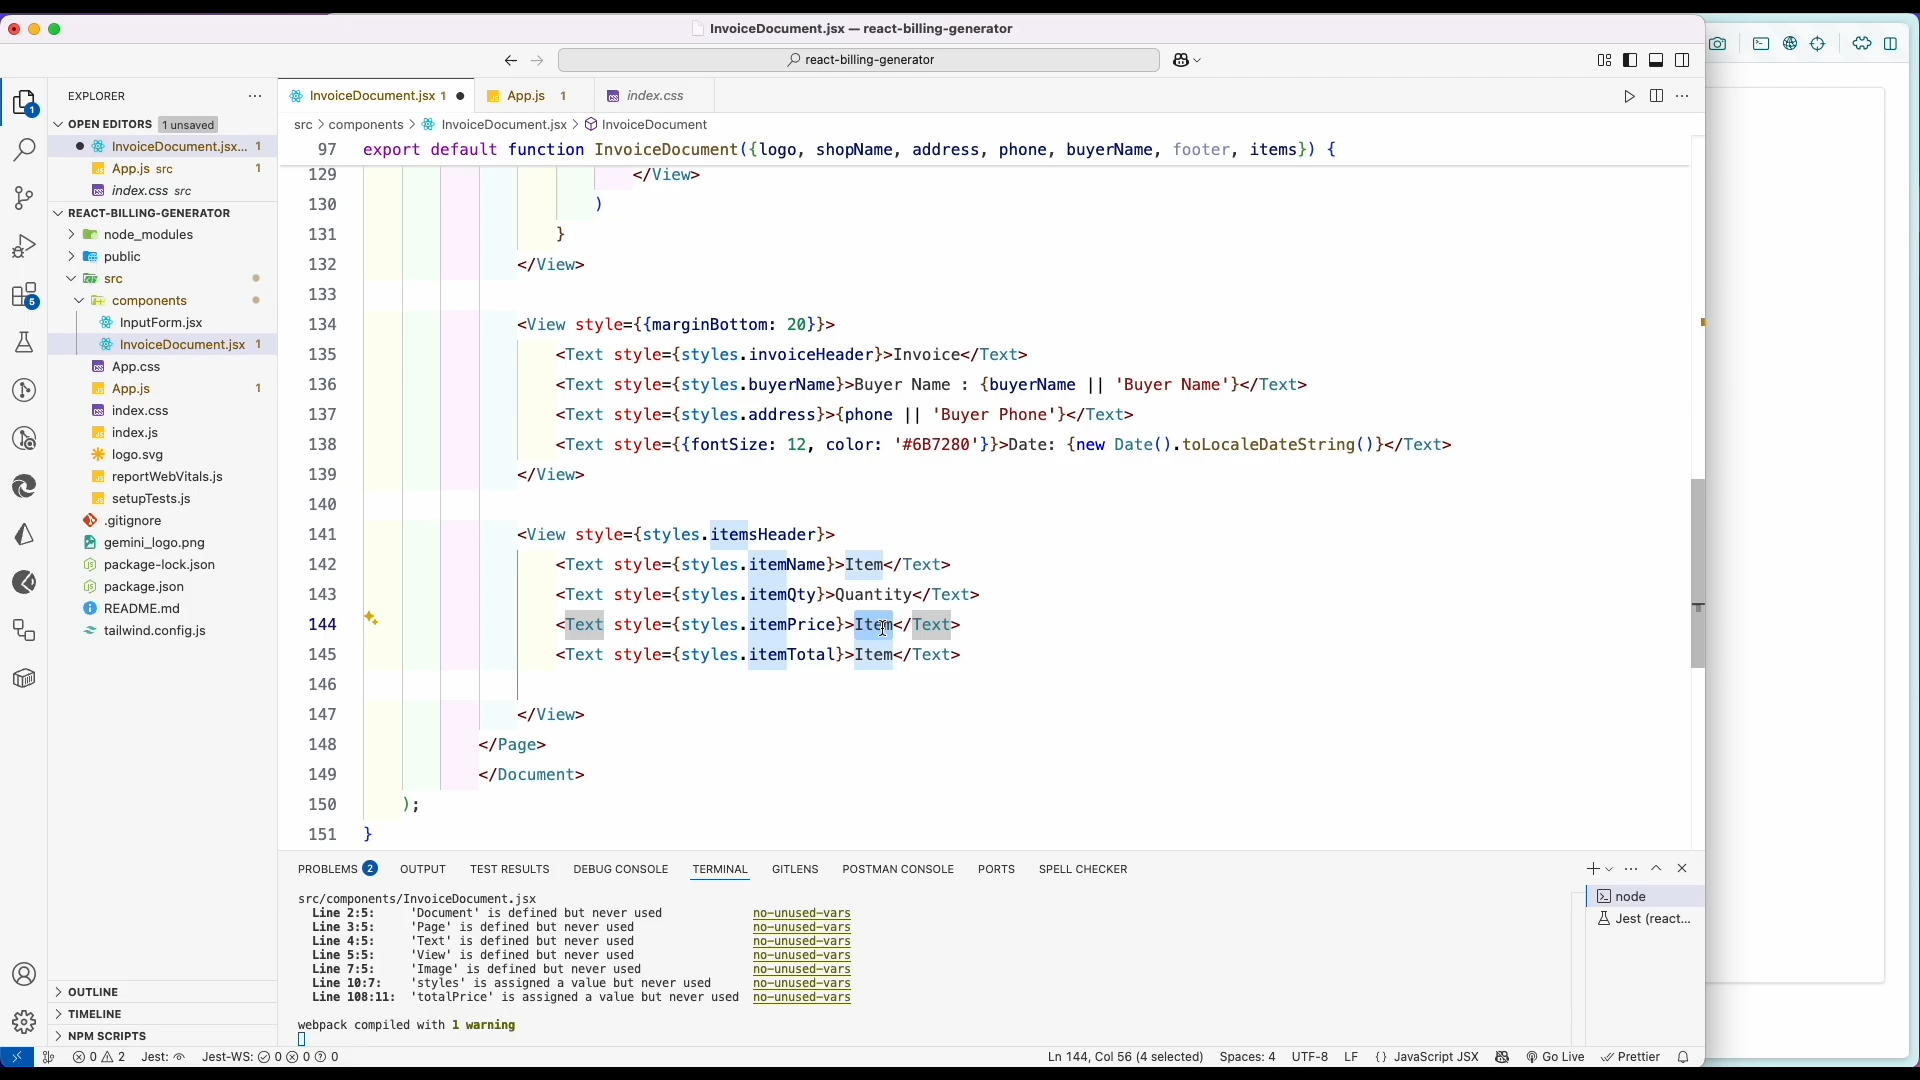 InvoiceDocument.jsx — react-billing-generator
react-billing-generator
EXPLORER
OPEN EDITORS 1 unsaved
InvoiceDocument.jsx... 1
App.js src 1
index.css src
REACT-BILLING-GENERATOR
node_modules
public
src
components
InputForm.jsx
InvoiceDocument.jsx 1
App.css
App.js 1
index.css
index.js
logo.svg
reportWebVitals.js
setupTests.js
.gitignore
gemini_logo.png
package-lock.json
package.json
README.md
tailwind.config.js
OUTLINE
TIMELINE
NPM SCRIPTS
1
5
InvoiceDocument.jsx 1
App.js 1
index.css
src > components > InvoiceDocument.jsx > InvoiceDocument
97 export default function InvoiceDocument({logo, shopName, address, phone, buyerName, footer, items}) {
129 </View>
130 )
131 }
132 </View>
133
134 <View style={{marginBottom: 20}}>
135 <Text style={styles.invoiceHeader}>Invoice</Text>
136 <Text style={styles.buyerName}>Buyer Name : {buyerName || 'Buyer Name'}</Text>
137 <Text style={styles.address}>{phone || 'Buyer Phone'}</Text>
138 <Text style={{fontSize: 12, color: '#6B7280'}}>Date: {new Date().toLocaleDateString()}</Text>
139 </View>
140
141 <View style={styles.itemsHeader}>
142 <Text style={styles.itemName}>Item</Text>
143 <Text style={styles.itemQty}>Quantity</Text>
144 <Text style={styles.itemPrice}>Item</Text>
145 <Text style={styles.itemTotal}>Item</Text>
146
147 </View>
148 </Page>
149 </Document>
150 );
151 }
PROBLEMS 2 OUTPUT TEST RESULTS DEBUG CONSOLE TERMINAL GITLENS POSTMAN CONSOLE PORTS SPELL CHECKER
src/components/InvoiceDocument.jsx
Line 2:5: 'Document' is defined but never used no-unused-vars
Line 3:5: 'Page' is defined but never used no-unused-vars
Line 4:5: 'Text' is defined but never used no-unused-vars
Line 5:5: 'View' is defined but never used no-unused-vars
Line 7:5: 'Image' is defined but never used no-unused-vars
Line 10:7: 'styles' is assigned a value but never used no-unused-vars
Line 108:11: 'totalPrice' is assigned a value but never used no-unused-vars
webpack compiled with 1 warning
node
Jest (react...
0 2 Jest: Jest-WS: 0 0 0 Ln 144, Col 56 (4 selected) Spaces: 4 UTF-8 LF {} JavaScript JSX Go Live Prettier